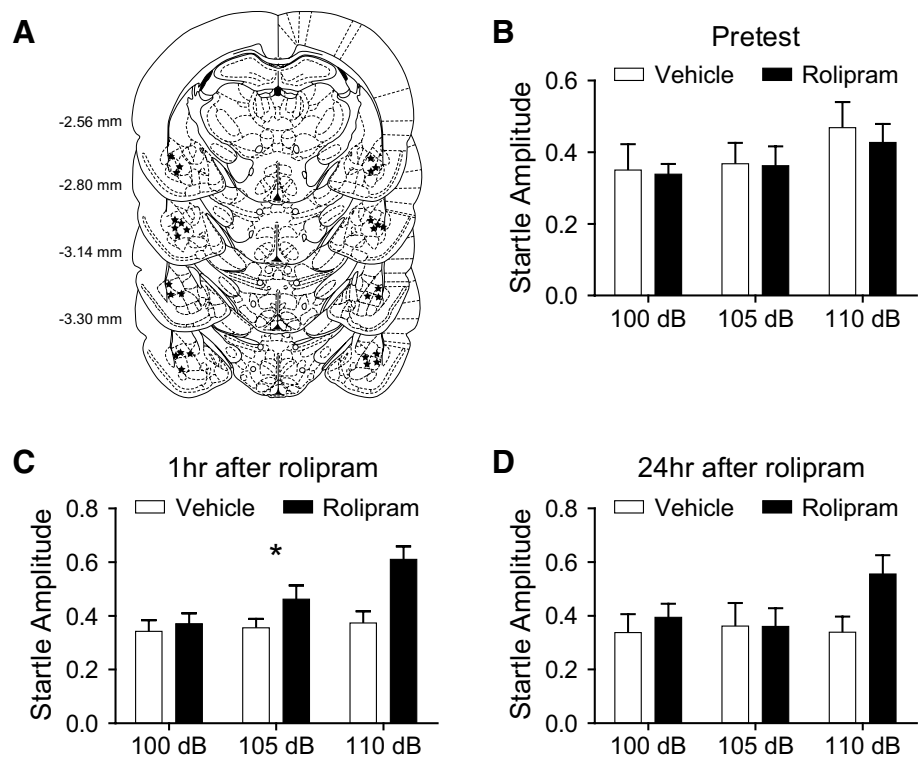 A
-2.56 mm
-2.80 mm
-3.14 mm
-3.30 mm
B
Pretest
Vehicle Rolipram
Startle Amplitude
0.6
0.4
0.2
0.0
100 dB 105 dB 110 dB
C
1hr after rolipram
Vehicle Rolipram
Startle Amplitude
0.8
0.6
0.4
0.2
0.0
*
100 dB 105 dB 110 dB
D
24hr after rolipram
Vehicle Rolipram
Startle Amplitude
0.8
0.6
0.4
0.2
0.0
100 dB 105 dB 110 dB